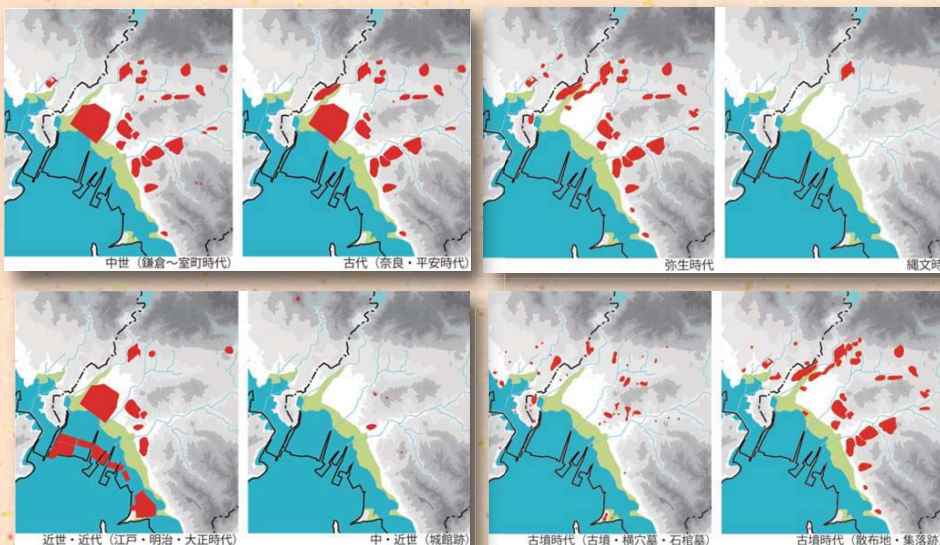 中世（鎌倉～室町時代）
古代（奈良・平安時代）
弥生時代
縄文時
近世・近代（江戸・明治・大正時代）
中・近世（城館跡）
古墳時代（古墳・横穴墓・石棺墓）
古墳時代（散布地・集落跡